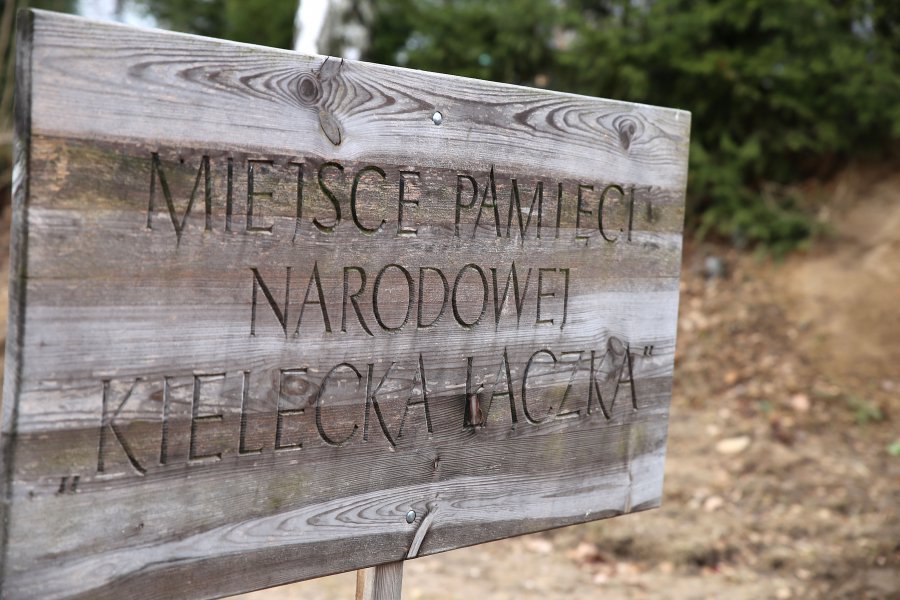 MIEJSCE PAMIĘCI
NARODOWEJ
„KIELECKA ŁĄCZKA”